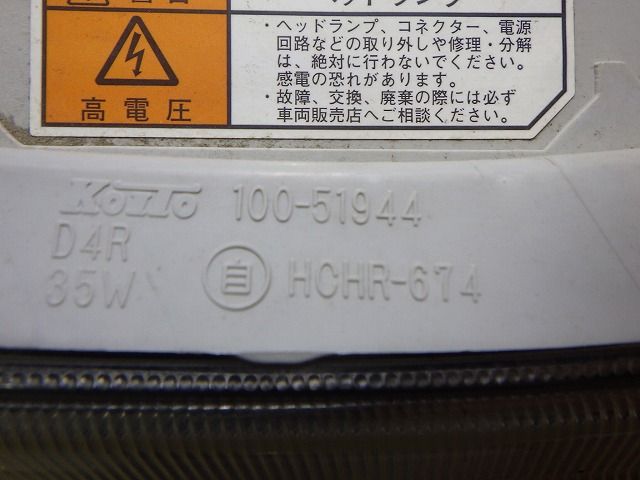 ・ヘッドランプ、コネクター、電源
回路などの取り外しや修理・分解
は、絶対に行わないでください。
感電の恐れがあります。
・故障、交換、廃棄の際には必ず
車両販売店へご相談ください。
高電圧
KOITO 100-51944
D4R
35W 自 HCHR-674